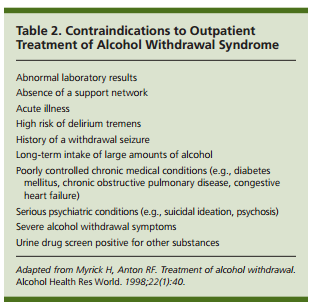 Table 2. Contraindications to Outpatient
Treatment of Alcohol Withdrawal Syndrome
Abnormal laboratory results
Absence of a support network
Acute illness
High risk of delirium tremens
History of a withdrawal seizure
Long-term intake of large amounts of alcohol
Poorly controlled chronic medical conditions (e.g., diabetes
mellitus, chronic obstructive pulmonary disease, congestive
heart failure)
Serious psychiatric conditions (e.g., suicidal ideation, psychosis)
Severe alcohol withdrawal symptoms
Urine drug screen positive for other substances
Adapted from Myrick H, Anton RF. Treatment of alcohol withdrawal.
Alcohol Health Res World. 1998;22(1):40.